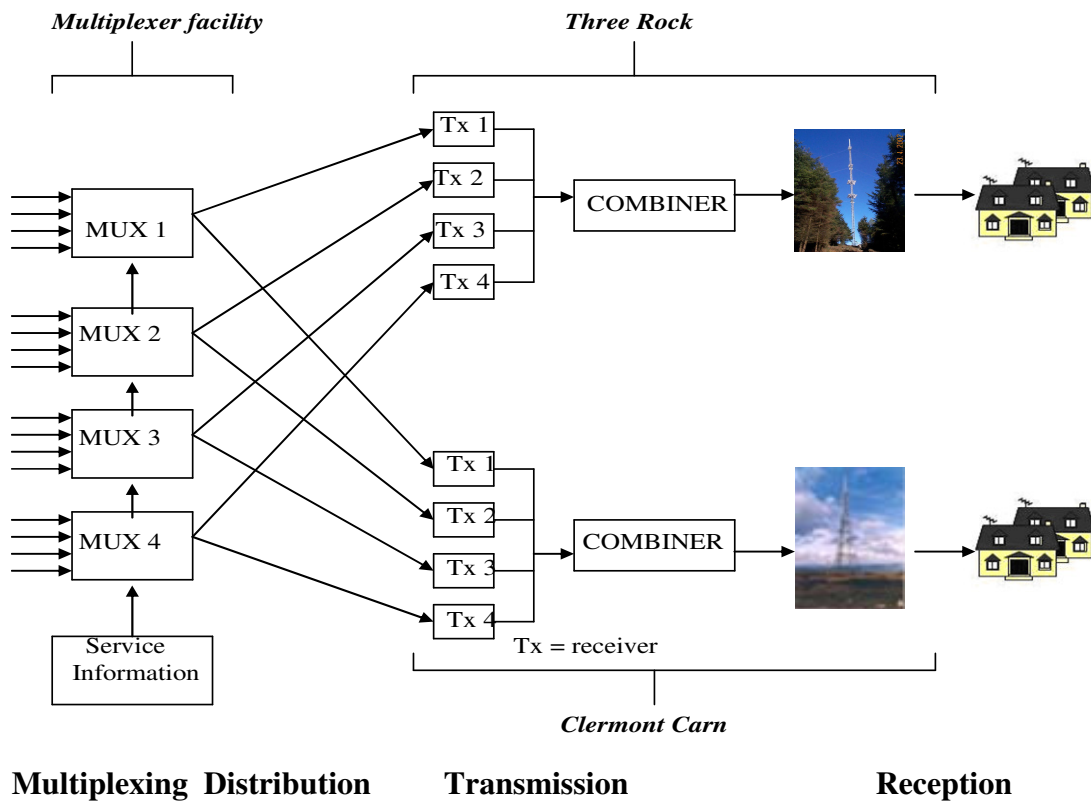 Multiplexer facility
Three Rock
Tx 1
Tx 2
Tx 3
Tx 4
COMBINER
MUX 1
MUX 2
MUX 3
MUX 4
Service
Information
Tx 1
Tx 2
Tx 3
Tx 4
COMBINER
Tx = receiver
Clermont Carn
Multiplexing Distribution Transmission Reception